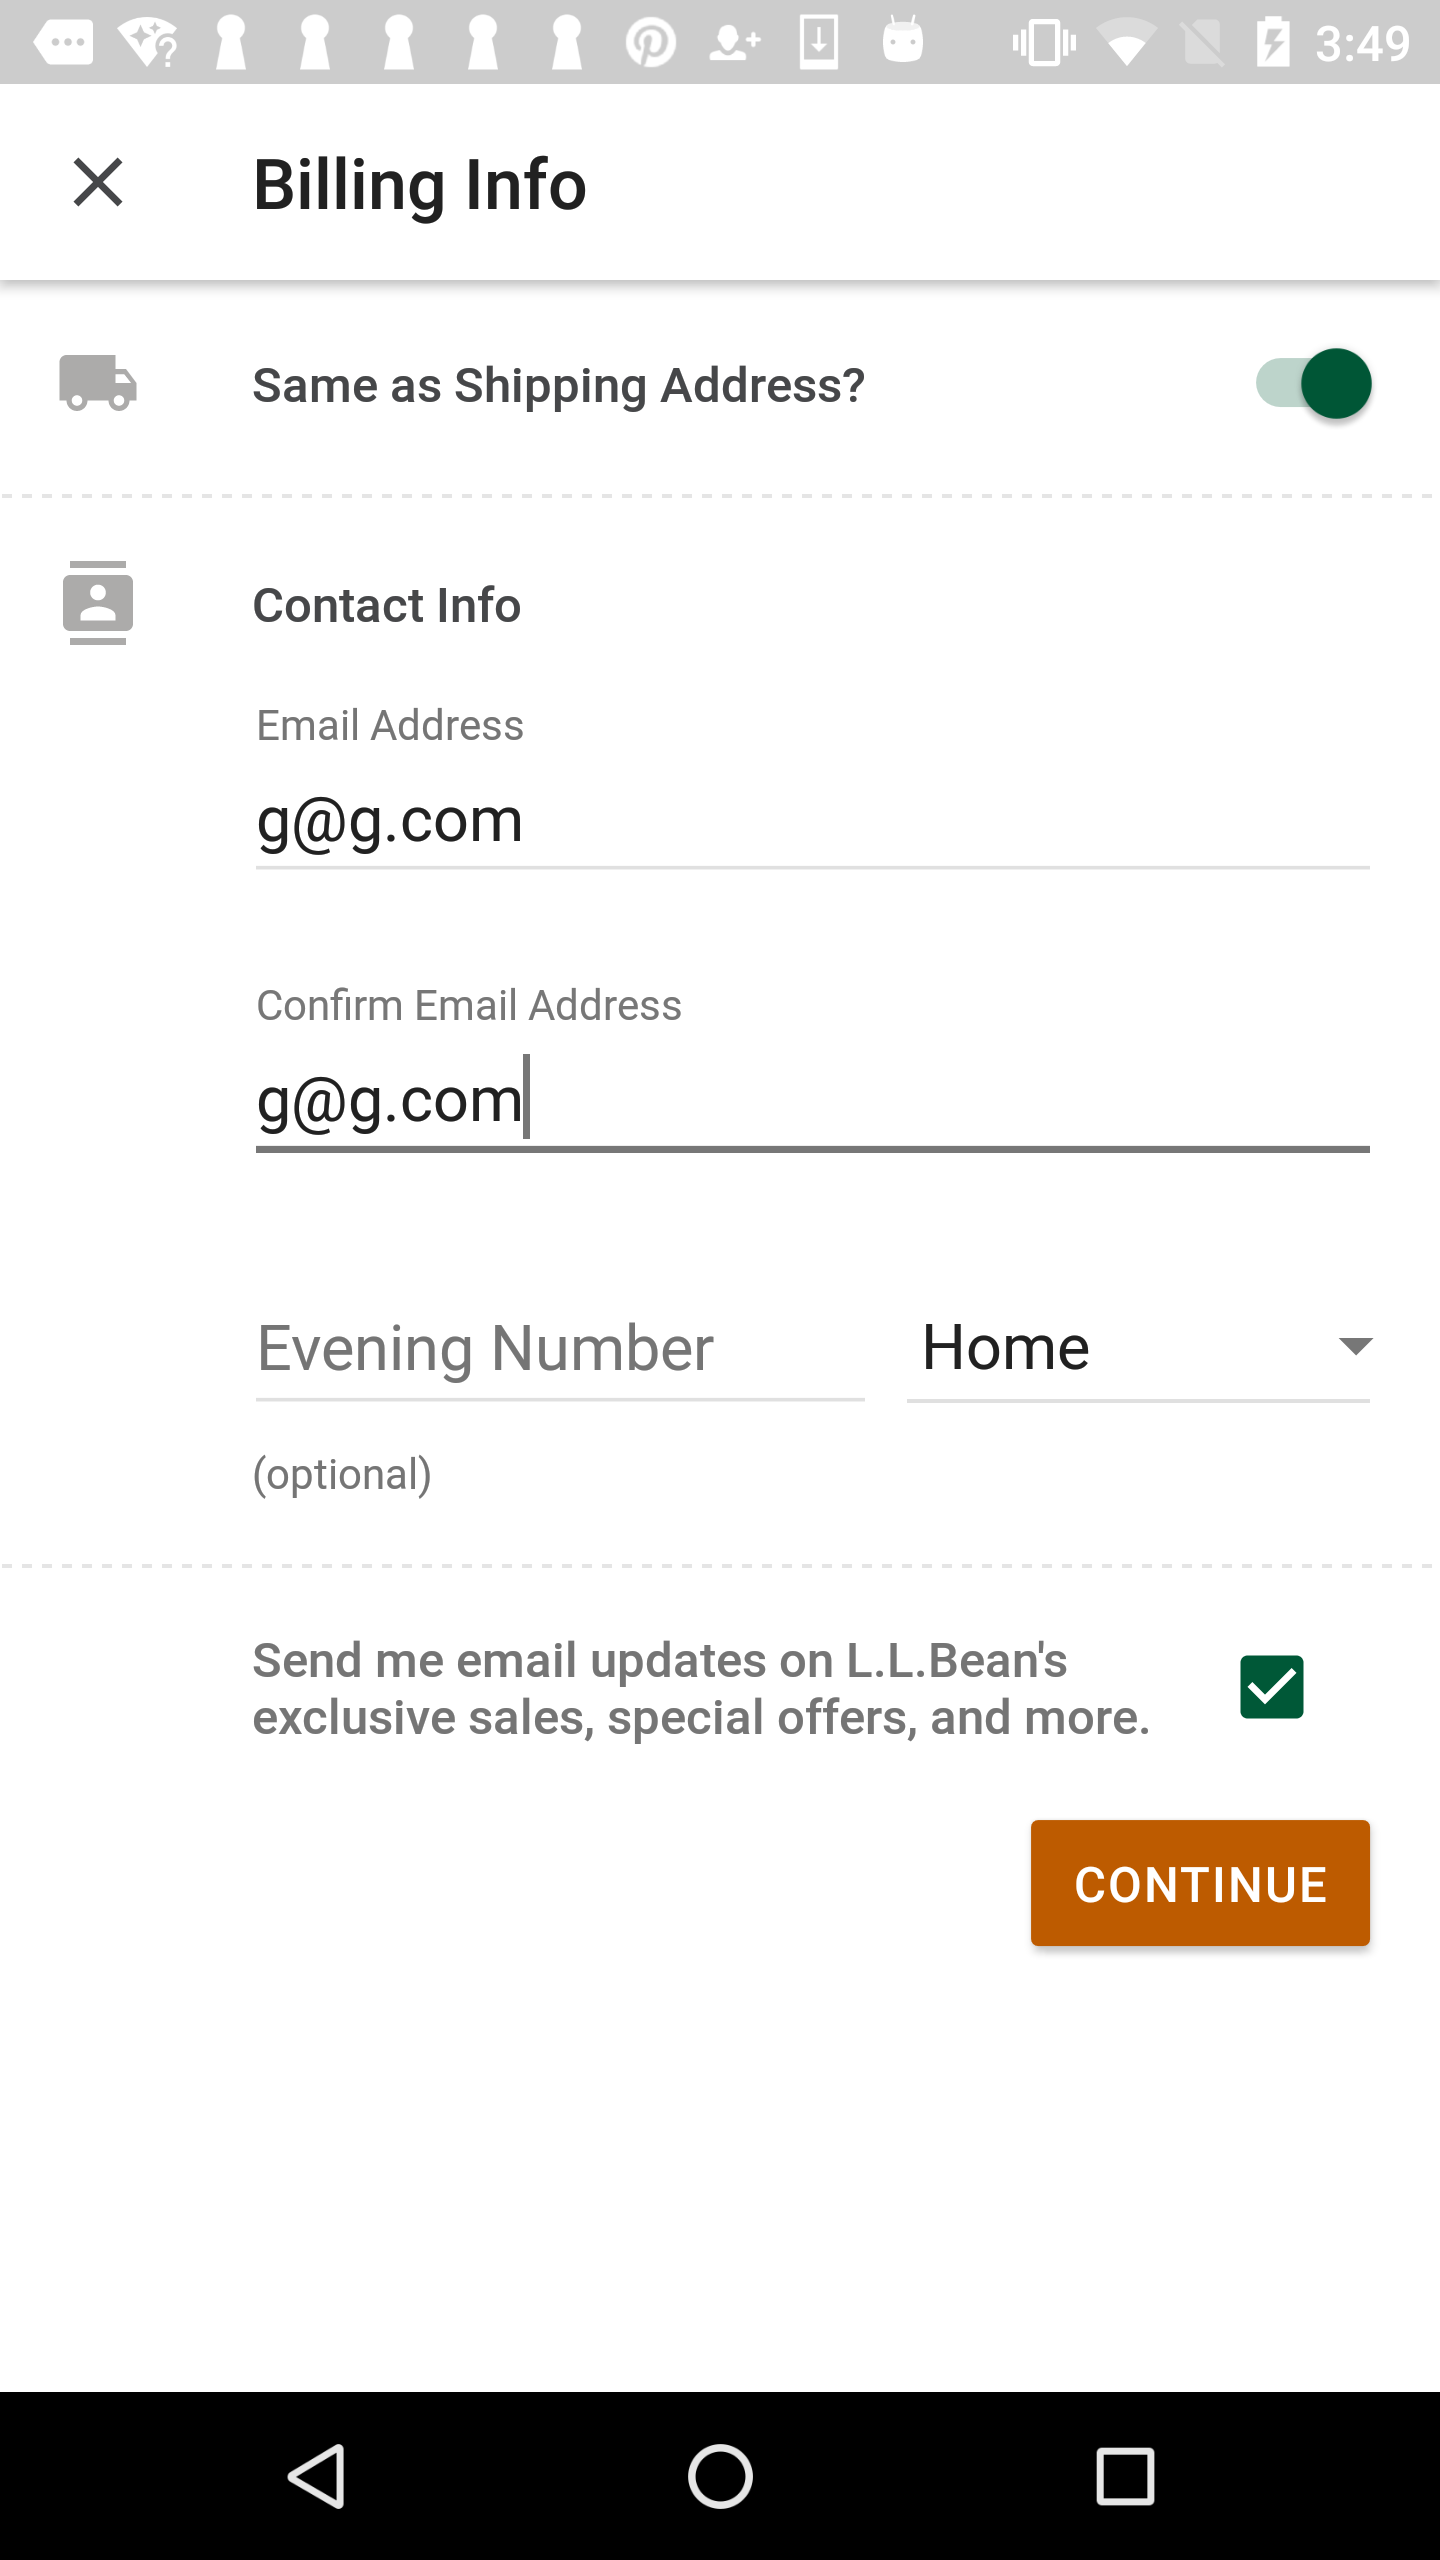 3:49
Billing Info
Same as Shipping Address?
Contact Info
Email Address
g@g.com
Confirm Email Address
g@g.com
Evening Number
Home
(optional)
Send me email updates on L.L.Bean's
exclusive sales, special offers, and more.
CONTINUE